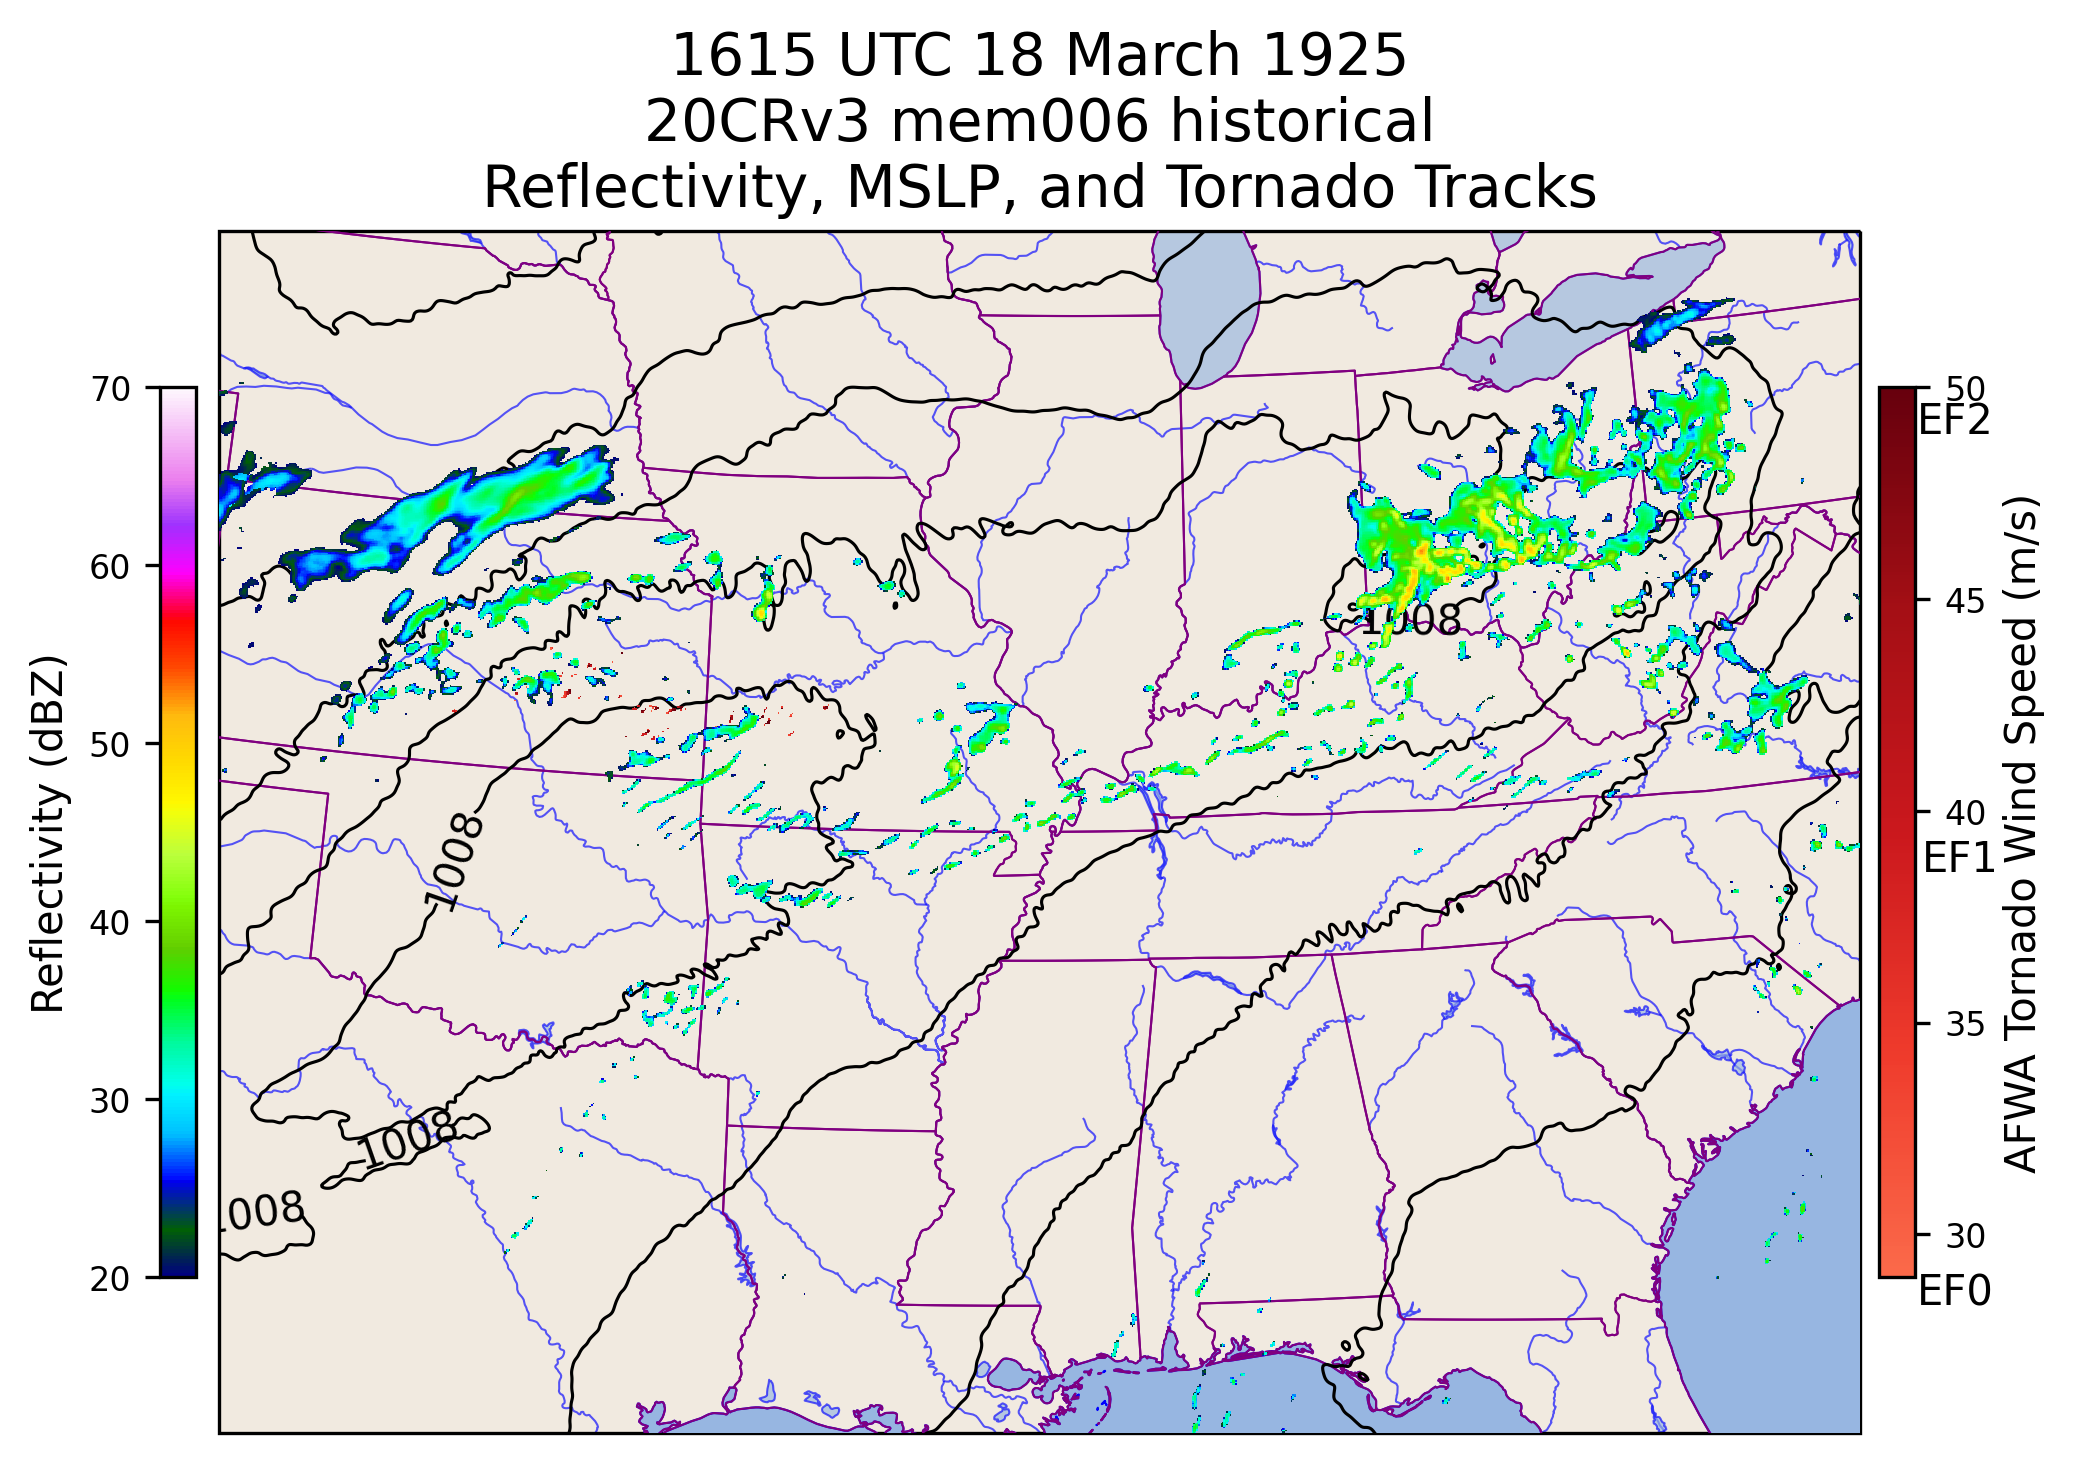 1615 UTC 18 March 1925
20CRv3 mem006 historical
Reflectivity, MSLP, and Tornado Tracks
Reflectivity (dBZ)
70
60
50
40
30
20
1008
1008
1008
1008
50
EF2
45
40
EF1
35
30
EF0
AFWA Tornado Wind Speed (m/s)